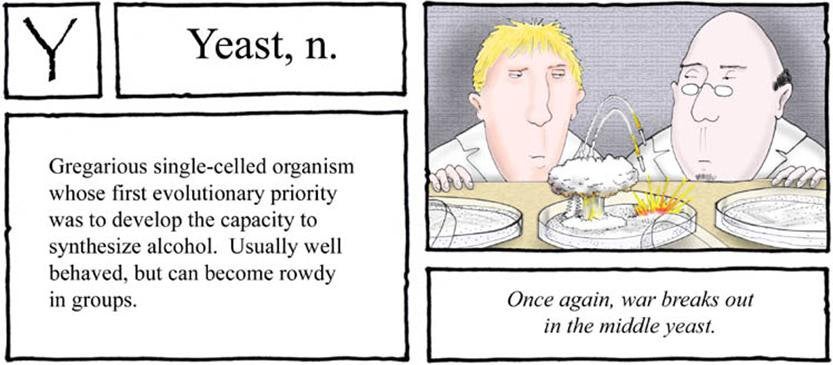 Y
Yeast, n.
Gregarious single-celled organism
whose first evolutionary priority
was to develop the capacity to
synthesize alcohol.  Usually well
behaved, but can become rowdy
in groups.
Once again, war breaks out
in the middle yeast.